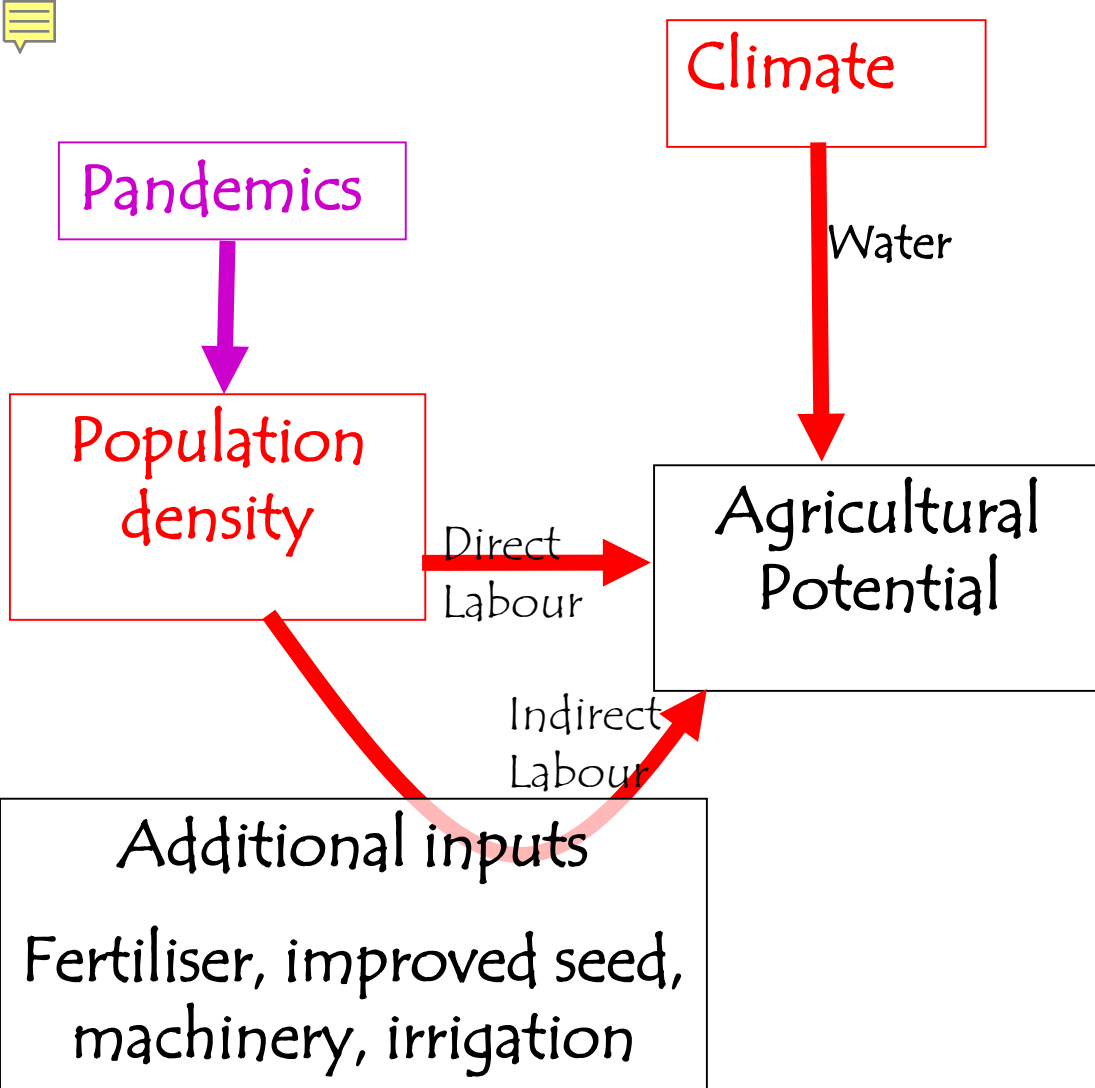 Climate
Pandemics
Water
Population
density
Agricultural
Potential
Direct
Labour
Indirect
Labour
Additional inputs
Fertiliser, improved seed,
machinery, irrigation